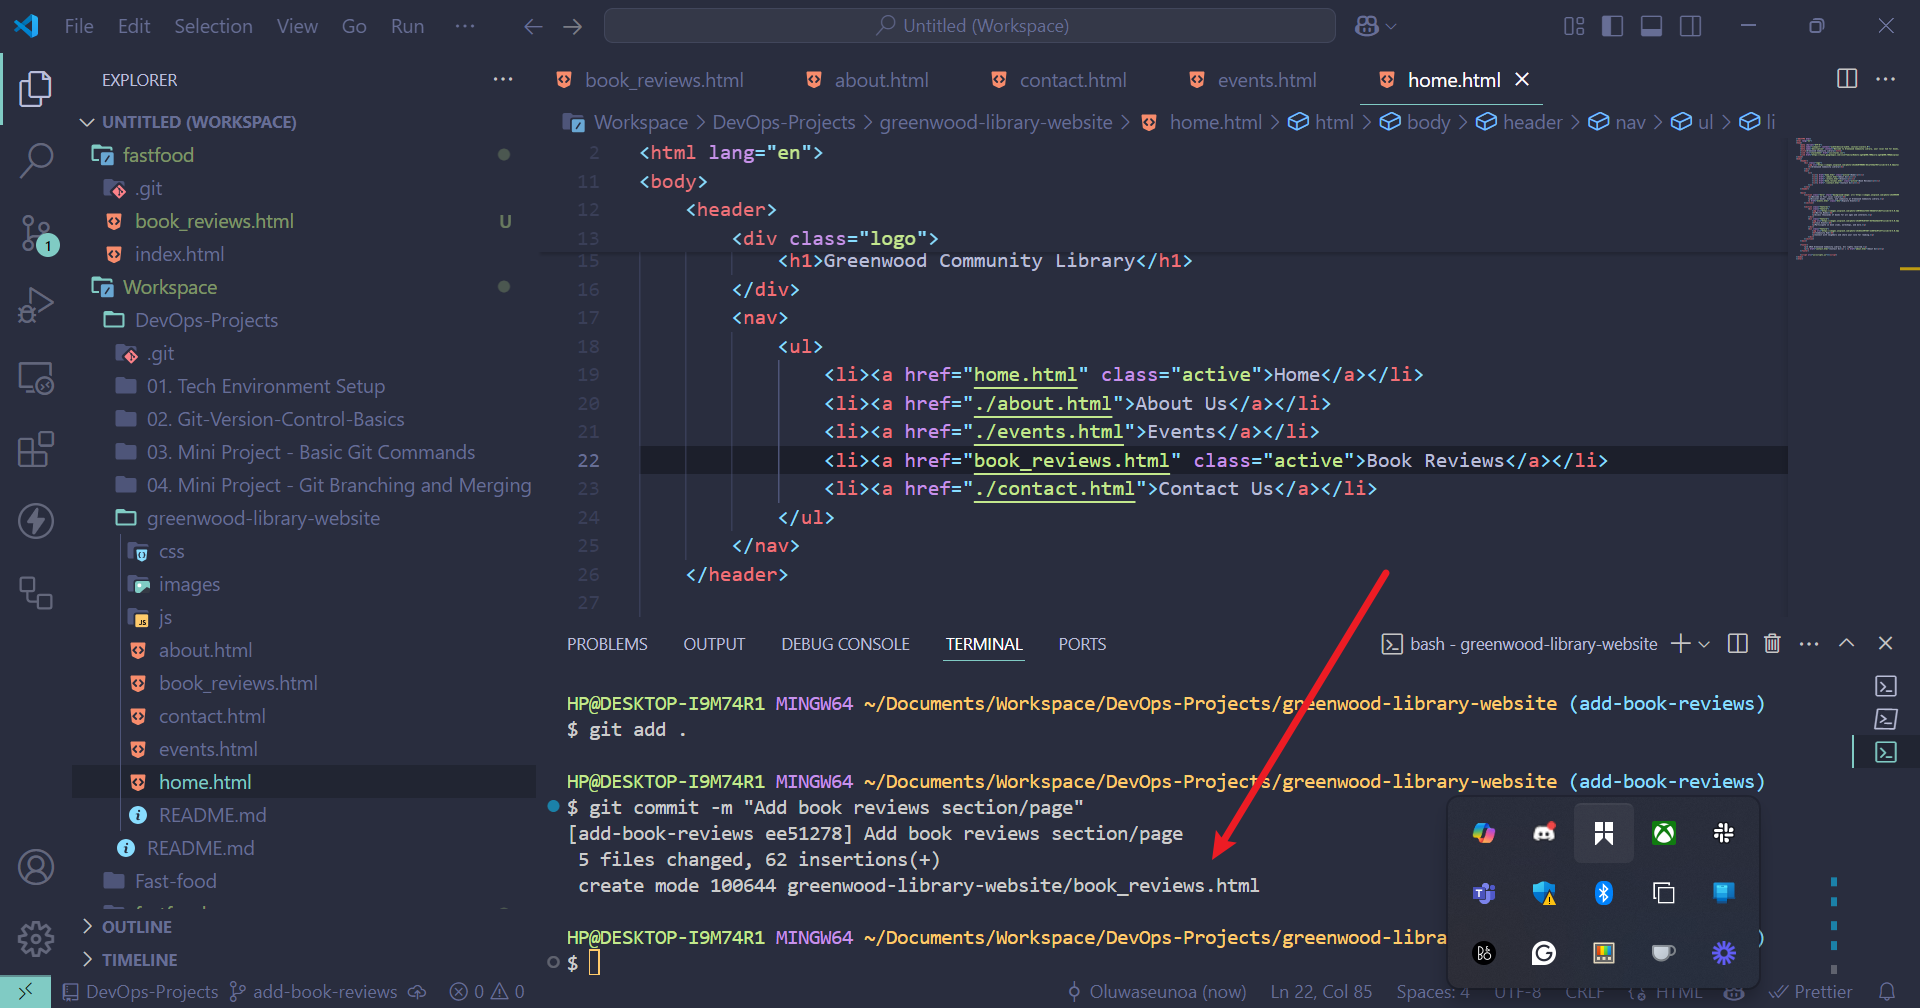 File Edit Selection View Go Run ··· Untitled (Workspace)
EXPLORER ···
UNTITLED (WORKSPACE)
fastfood
.git
book_reviews.html U
index.html
Workspace
DevOps-Projects
.git
01. Tech Environment Setup
02. Git-Version-Control-Basics
03. Mini Project - Basic Git Commands
04. Mini Project - Git Branching and Merging
greenwood-library-website
css
images
js
about.html
book_reviews.html
contact.html
events.html
home.html
README.md
README.md
Fast-food
OUTLINE
TIMELINE
1
book_reviews.html about.html contact.html events.html home.html
Workspace > DevOps-Projects > greenwood-library-website > home.html > html > body > header > nav > ul > li
2 <html lang="en">
11 <body>
12 <header>
13 <div class="logo">
15 <h1>Greenwood Community Library</h1>
16 </div>
17 <nav>
18 <ul>
19 <li><a href="home.html" class="active">Home</a></li>
20 <li><a href="./about.html">About Us</a></li>
21 <li><a href="./events.html">Events</a></li>
22 <li><a href="book_reviews.html" class="active">Book Reviews</a></li>
23 <li><a href="./contact.html">Contact Us</a></li>
24 </ul>
25 </nav>
26 </header>
27
PROBLEMS OUTPUT DEBUG CONSOLE TERMINAL PORTS bash - greenwood-library-website
HP@DESKTOP-I9M74R1 MINGW64 ~/Documents/Workspace/DevOps-Projects/greenwood-library-website (add-book-reviews)
$ git add .
HP@DESKTOP-I9M74R1 MINGW64 ~/Documents/Workspace/DevOps-Projects/greenwood-library-website (add-book-reviews)
$ git commit -m "Add book reviews section/page"
[add-book-reviews ee51278] Add book reviews section/page
5 files changed, 62 insertions(+)
create mode 100644 greenwood-library-website/book_reviews.html
HP@DESKTOP-I9M74R1 MINGW64 ~/Documents/Workspace/DevOps-Projects/greenwood-libra )
$
DevOps-Projects add-book-reviews 0 0 Oluwaseunoa (now) Ln 22, Col 85 Spaces: 4 UTF-8 CRLF HTML Prettier